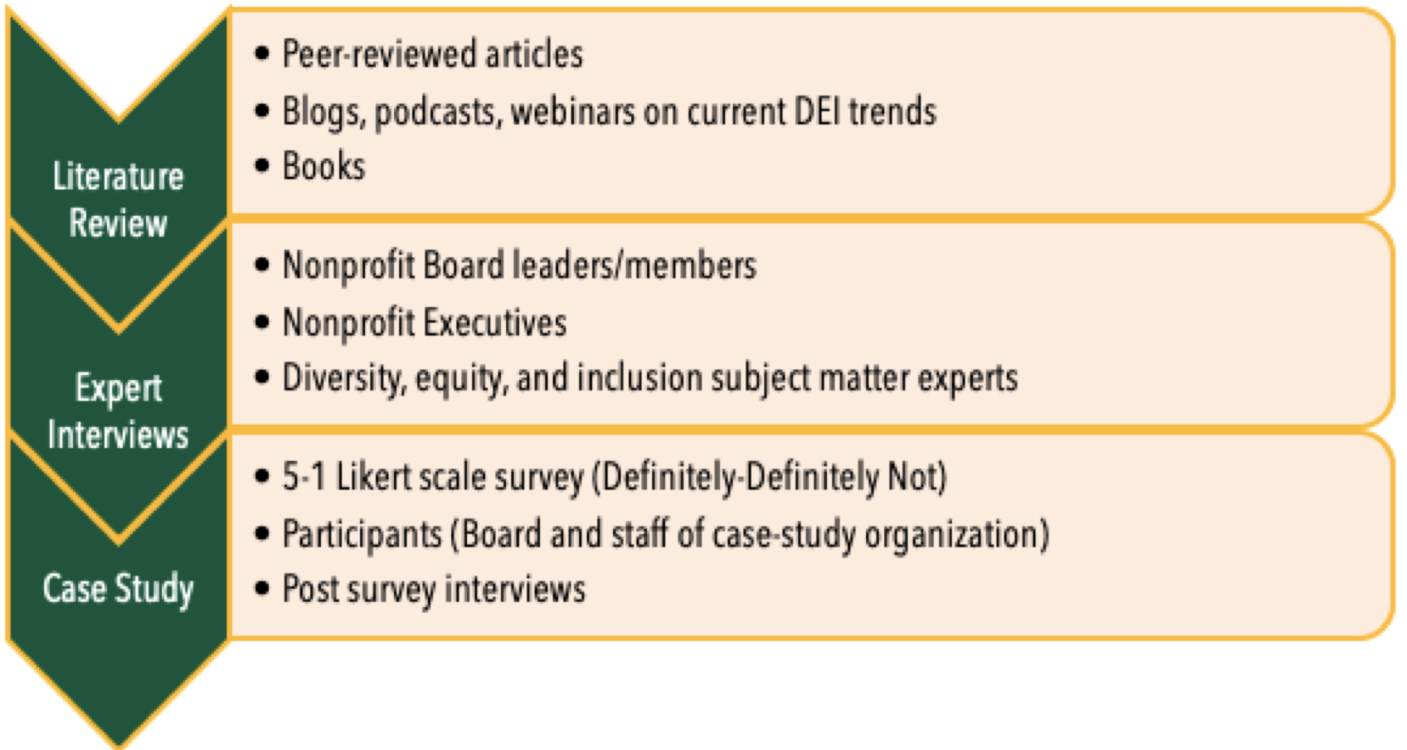 Literature
Review
• Peer-reviewed articles
• Blogs, podcasts, webinars on current DEI trends
• Books
Expert
Interviews
• Nonprofit Board leaders/members
• Nonprofit Executives
• Diversity, equity, and inclusion subject matter experts
Case Study
• 5-1 Likert scale survey (Definitely-Definitely Not)
• Participants (Board and staff of case-study organization)
• Post survey interviews